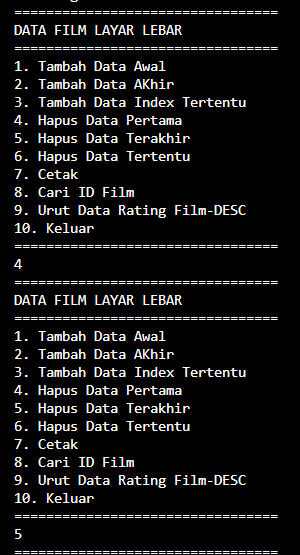 =================================
DATA FILM LAYAR LEBAR
=================================
1. Tambah Data Awal
2. Tambah Data AKhir
3. Tambah Data Index Tertentu
4. Hapus Data Pertama
5. Hapus Data Terakhir
6. Hapus Data Tertentu
7. Cetak
8. Cari ID Film
9. Urut Data Rating Film-DESC
10. Keluar
=================================
4
=================================
DATA FILM LAYAR LEBAR
=================================
1. Tambah Data Awal
2. Tambah Data AKhir
3. Tambah Data Index Tertentu
4. Hapus Data Pertama
5. Hapus Data Terakhir
6. Hapus Data Tertentu
7. Cetak
8. Cari ID Film
9. Urut Data Rating Film-DESC
10. Keluar
=================================
5
=================================